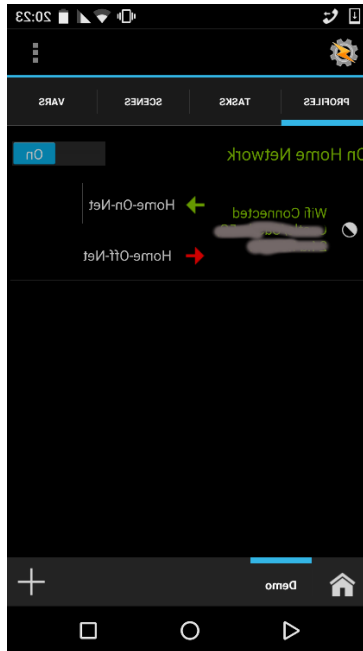 20:23
PROFILES
TASKS
SCENES
VARS
On Home Network
On
Wifi Connected
Home-On-Net
Home-Off-Net
Demo